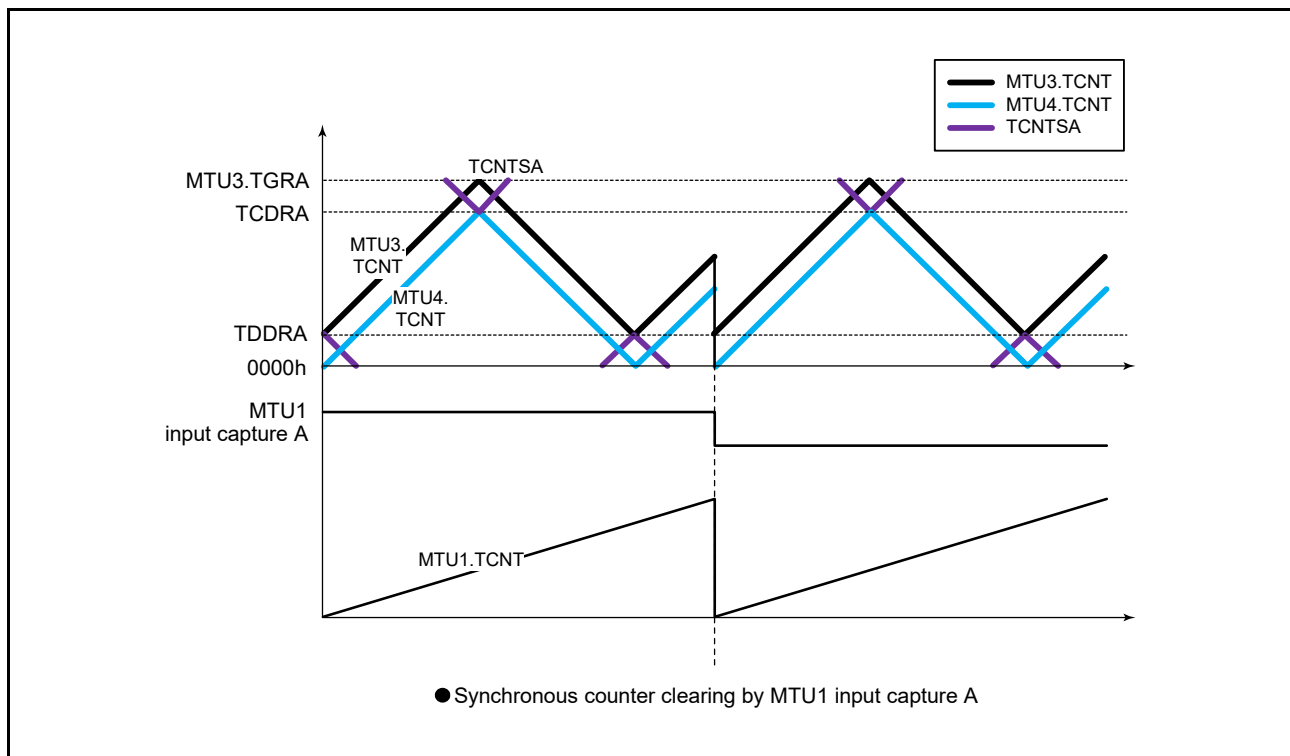 MTU3.TCNT
MTU4.TCNT
TCNTSA
TCNTSA
MTU3.TGRA
TCDRA
MTU3.
TCNT
MTU4.
TCNT
TDDRA
0000h
MTU1
input capture A
MTU1.TCNT
● Synchronous counter clearing by MTU1 input capture A